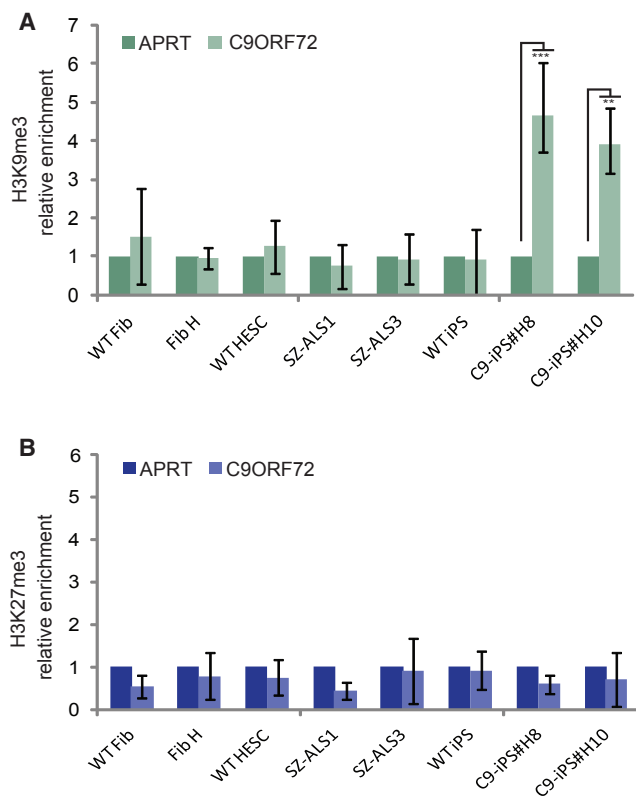 A
7
6
5
4
3
2
1
0
H3K9me3
relative enrichment
APRT C9ORF72
***
**
WT Fib
Fib H
WT HESC
SZ-ALS1
SZ-ALS3
WT iPS
C9-iPS#H8
C9-iPS#H10
B
6
5
4
3
2
1
0
H3K27me3
relative enrichment
APRT C9ORF72
WT Fib
Fib H
WT HESC
SZ-ALS1
SZ-ALS3
WT iPS
C9-iPS#H8
C9-iPS#H10